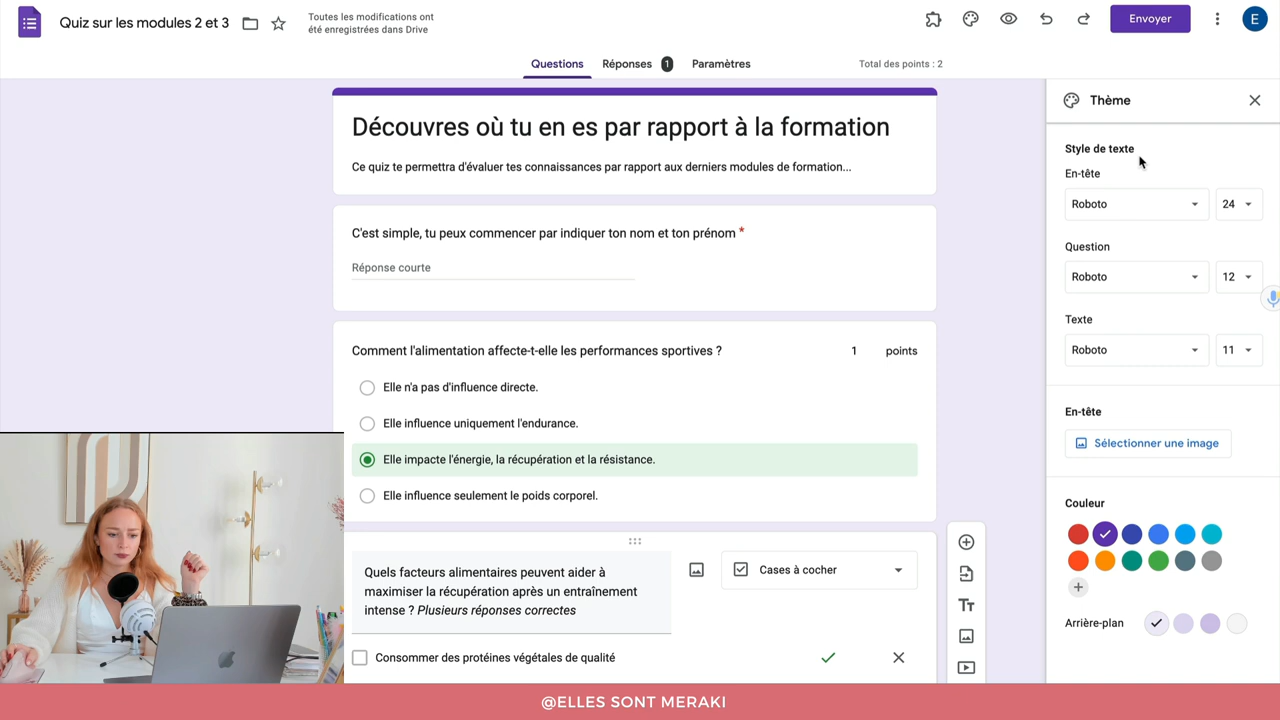 Quiz sur les modules 2 et 3
Toutes les modifications ont
été enregistrées dans Drive
Envoyer
E
Questions
Réponses 1
Paramètres
Total des points : 2
Découvres où tu en es par rapport à la formation
Ce quiz te permettra d'évaluer tes connaissances par rapport aux derniers modules de formation...
C'est simple, tu peux commencer par indiquer ton nom et ton prénom *
Réponse courte
Comment l'alimentation affecte-t-elle les performances sportives ? 1 points
Elle n'a pas d'influence directe.
Elle influence uniquement l'endurance.
Elle impacte l'énergie, la récupération et la résistance.
Elle influence seulement le poids corporel.
Quels facteurs alimentaires peuvent aider à
maximiser la récupération après un entraînement
intense ? Plusieurs réponses correctes
Cases à cocher
Consommer des protéines végétales de qualité
Tт
Thème
Style de texte
En-tête
Roboto 24
Question
Roboto 12
Texte
Roboto 11
En-tête
Sélectionner une image
Couleur
Arrière-plan
@ELLES SONT MERAKI